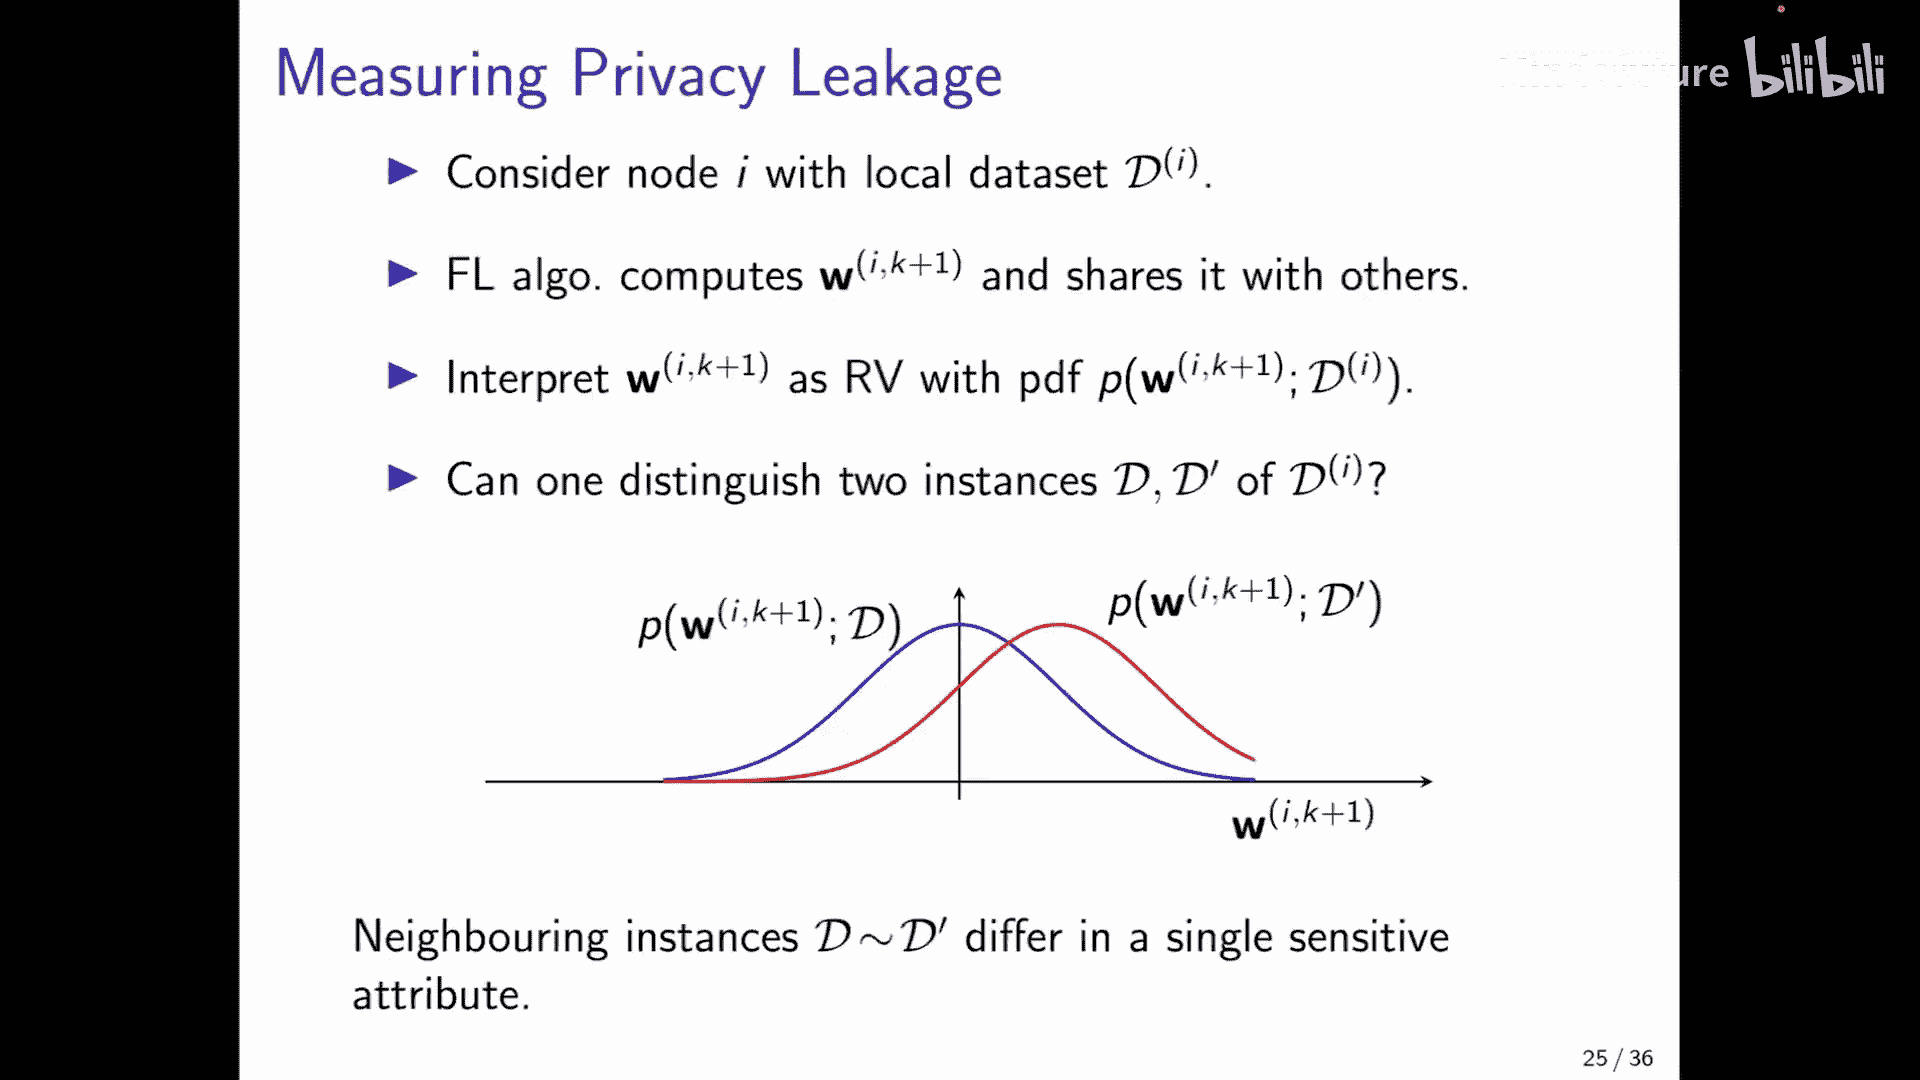 Measuring Privacy Leakage
ure bilibili
▶ Consider node i with local dataset 𝒟^(i).
▶ FL algo. computes w^(i,k+1) and shares it with others.
▶ Interpret w^(i,k+1) as RV with pdf p(w^(i,k+1); 𝒟^(i)).
▶ Can one distinguish two instances 𝒟, 𝒟′ of 𝒟^(i)?
p(w^(i,k+1); 𝒟)
p(w^(i,k+1); 𝒟′)
w^(i,k+1)
Neighbouring instances 𝒟 ∼ 𝒟′ differ in a single sensitive
attribute.
25 / 36